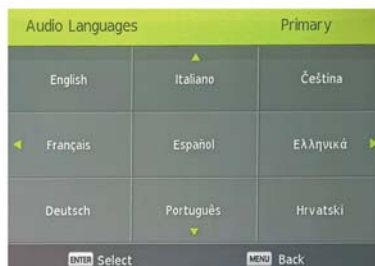 Audio Languages Primary
English Italiano Čeština
Français Español Ελληνικά
Deutsch Português Hrvatski
ENTER Select MENU Back